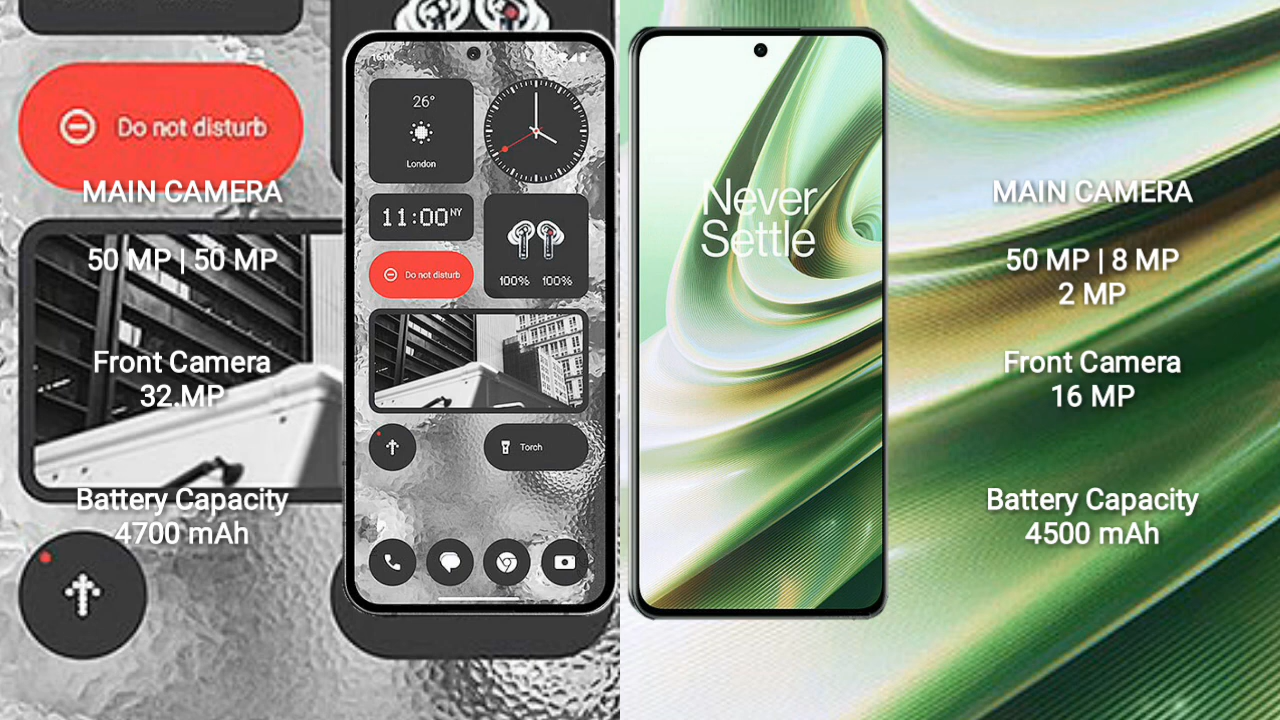 Do not disturb
MAIN CAMERA
50 MP | 50 MP
Front Camera
32.MP
Battery Capacity
4700 mAh
16:00
26°
London
11:00 NY
Do not disturb
100% 100%
Torch
Never
Settle
MAIN CAMERA
50 MP | 8 MP
2 MP
Front Camera
16 MP
Battery Capacity
4500 mAh